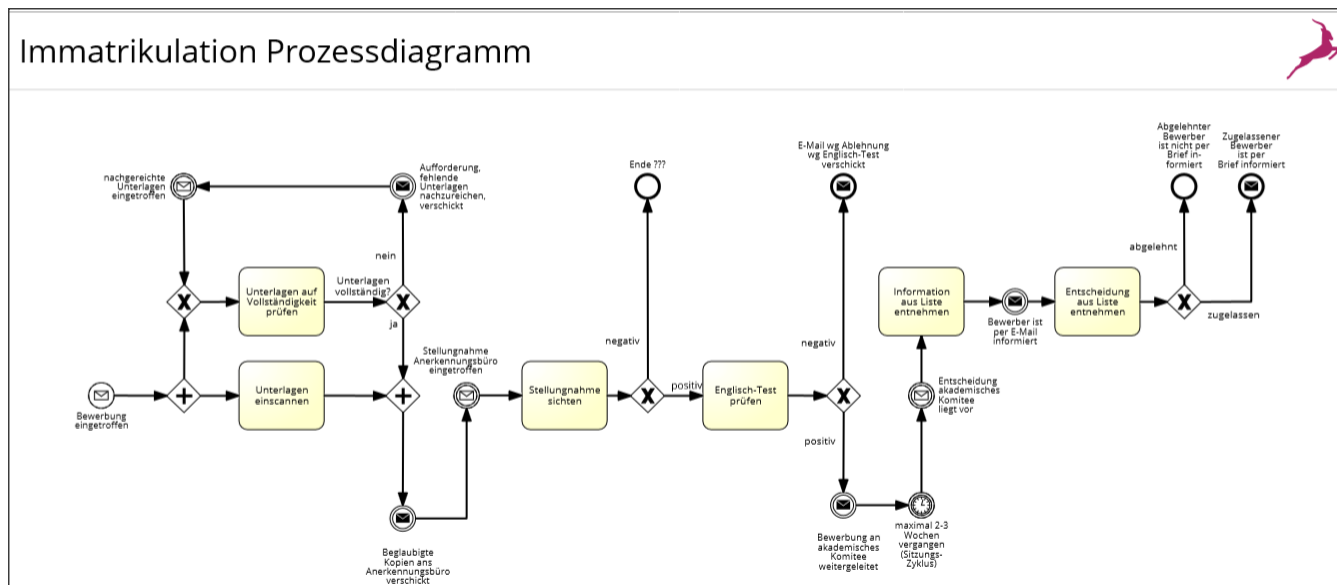 Immatrikulation Prozessdiagramm
nachgereichte
Unterlagen
eingetroffen
Aufforderung,
fehlende
Unterlagen
nachzureichen,
verschickt
nein
Unterlagen auf
Vollständigkeit
prüfen
Unterlagen
vollständig?
ja
Bewerbung
eingetroffen
Unterlagen
einscannen
Stellungnahme
Anerkennungsbüro
eingetroffen
Beglaubigte
Kopien ans
Anerkennungsbüro
verschickt
Stellungnahme
sichten
negativ
Ende ???
positiv
Englisch-Test
prüfen
negativ
E-Mail wg Ablehnung
wg Englisch-Test
verschickt
positiv
Bewerbung an
akademisches
Komitee
weitergeleitet
maximal 2-3
Wochen
vergangen
(Sitzungs-
Zyklus)
Entscheidung
akademisches
Komitee
liegt vor
Information
aus Liste
entnehmen
Bewerber ist
per E-Mail
informiert
Entscheidung
aus Liste
entnehmen
abgelehnt
Abgelehnter
Bewerber
ist nicht per
Brief in-
formiert
zugelassen
Zugelassener
Bewerber
ist per
Brief informiert